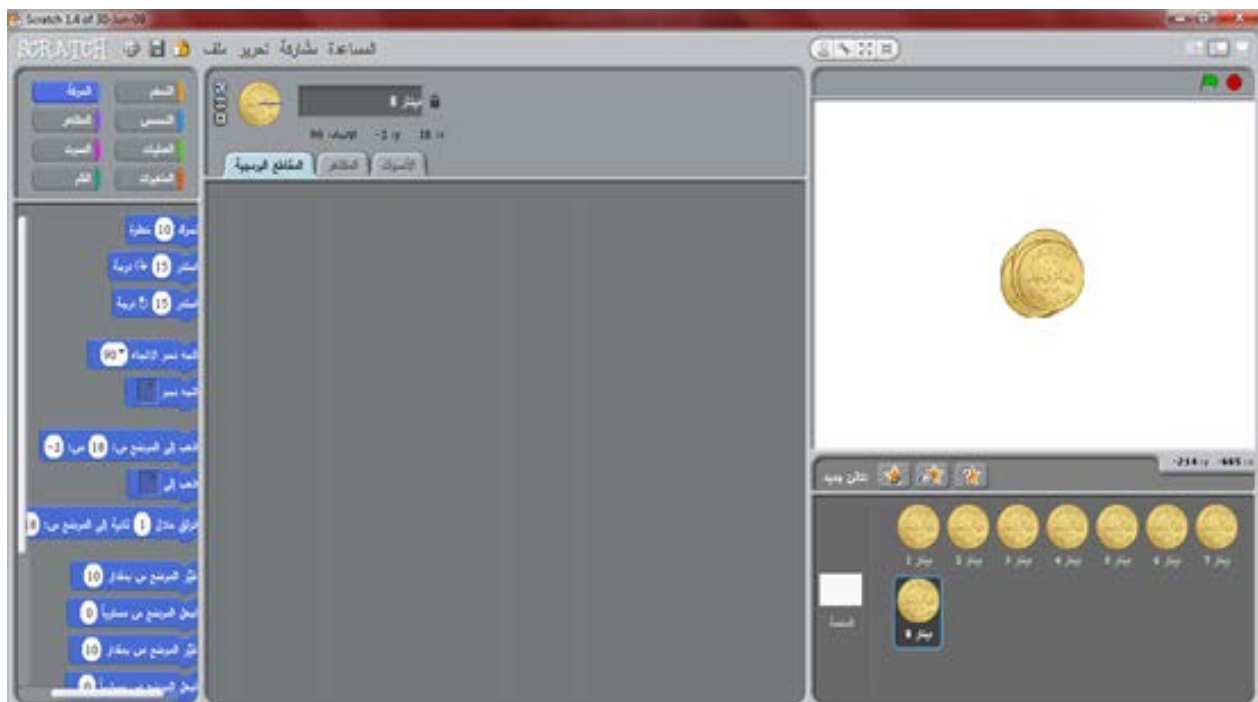 Scratch 1.4 of 30-Jun-09
SCRATCH ملف تحرير مشاركة المساعدة
الحركة التحكم
المظاهر التحسس
الصوت العمليات
القلم المتغيرات
دينار 8
الاتجاه: 90
المقاطع البرمجية المظاهر الأصوات
تحرك 10 خطوة
استدر 15 درجة
استدر 15 درجة
اتجه نحو الاتجاه 90
اتجه نحو
اذهب إلى الموضع س: 18 ص: -2
اذهب إلى
انزلق خلال 1 ثانية إلى الموضع س: 18
غيّر الموضع س بمقدار 10
اجعل الموضع س مساوياً 0
غيّر الموضع ص بمقدار 10
اجعل الموضع ص مساوياً 0
كائن جديد
دينار 1 دينار 2 دينار 3 دينار 4 دينار 5 دينار 6 دينار 7
المنصة
دينار 8